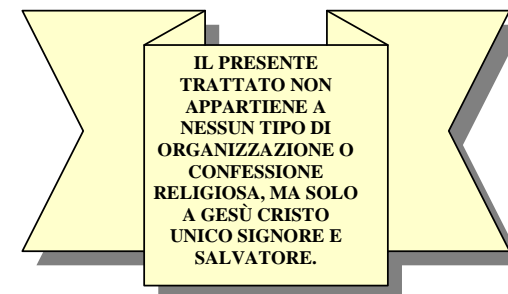 IL PRESENTE
TRATTATO NON
APPARTIENE A
NESSUN TIPO DI
ORGANIZZAZIONE O
CONFESSIONE
RELIGIOSA, MA SOLO
A GESÙ CRISTO
UNICO SIGNORE E
SALVATORE.